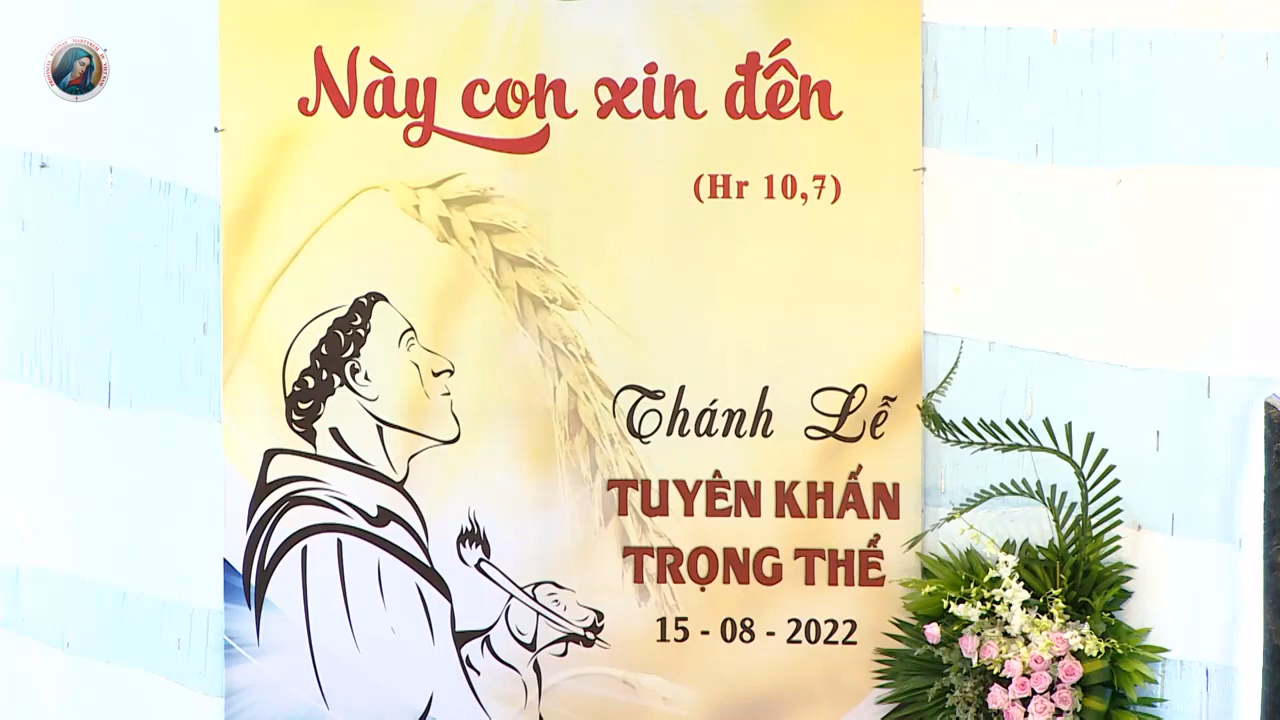 Này con xin đến
(Hr 10,7)
Thánh Lễ
TUYÊN KHẤN
TRỌNG THỂ
15 - 08 - 2022